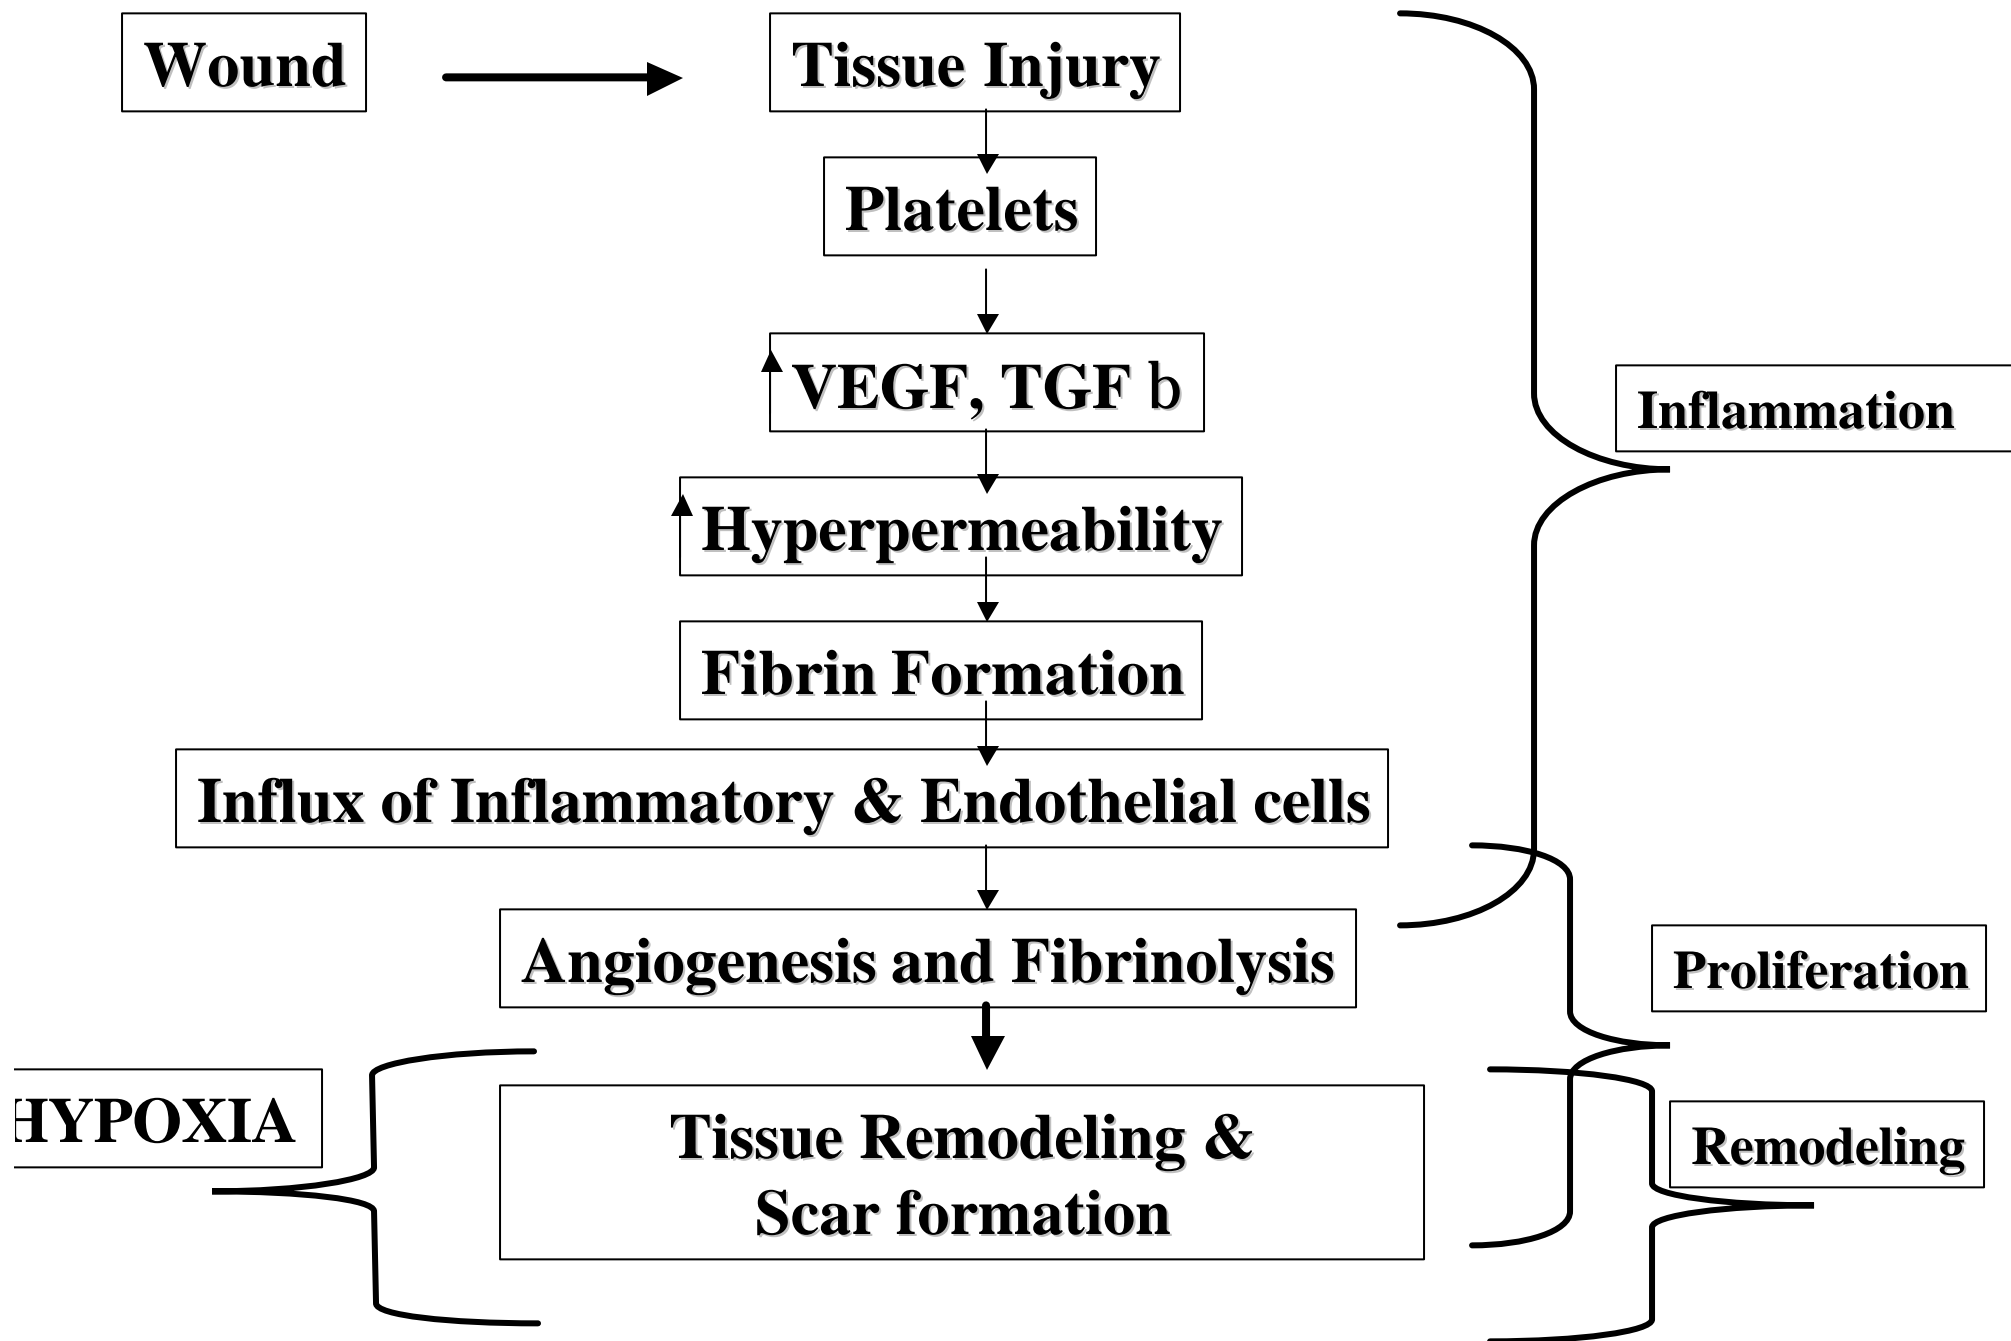 Wound
Tissue Injury
Platelets
VEGF, TGF b
Inflammation
Hyperpermeability
Fibrin Formation
Influx of Inflammatory & Endothelial cells
Angiogenesis and Fibrinolysis
Proliferation
HYPOXIA
Tissue Remodeling &
Scar formation
Remodeling